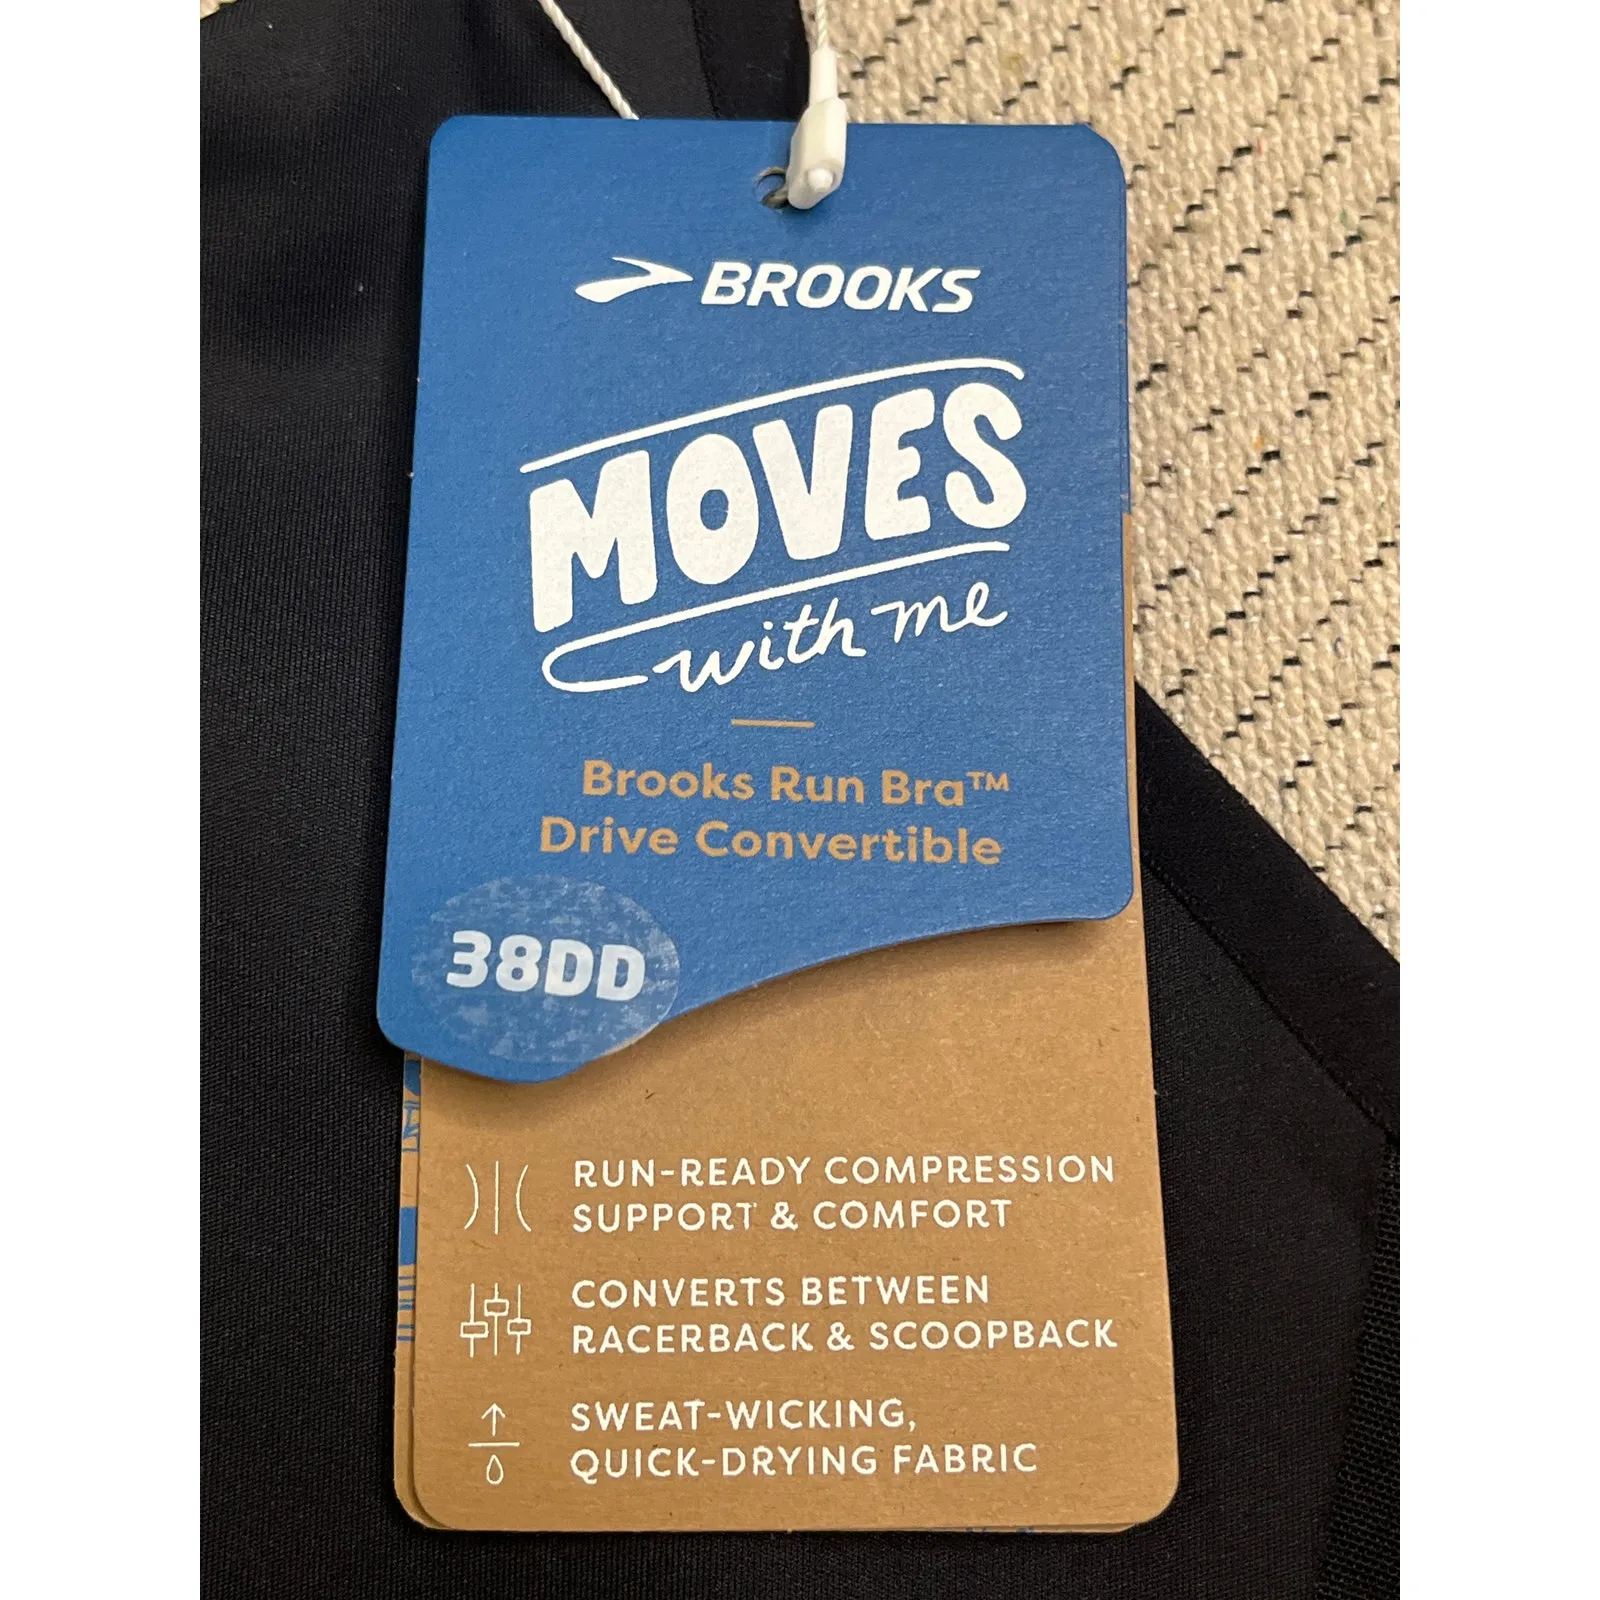 BROOKS
MOVES
with me
Brooks Run Bra™
Drive Convertible
38DD
RUN-READY COMPRESSION
SUPPORT & COMFORT
CONVERTS BETWEEN
RACERBACK & SCOOPBACK
SWEAT-WICKING,
QUICK-DRYING FABRIC